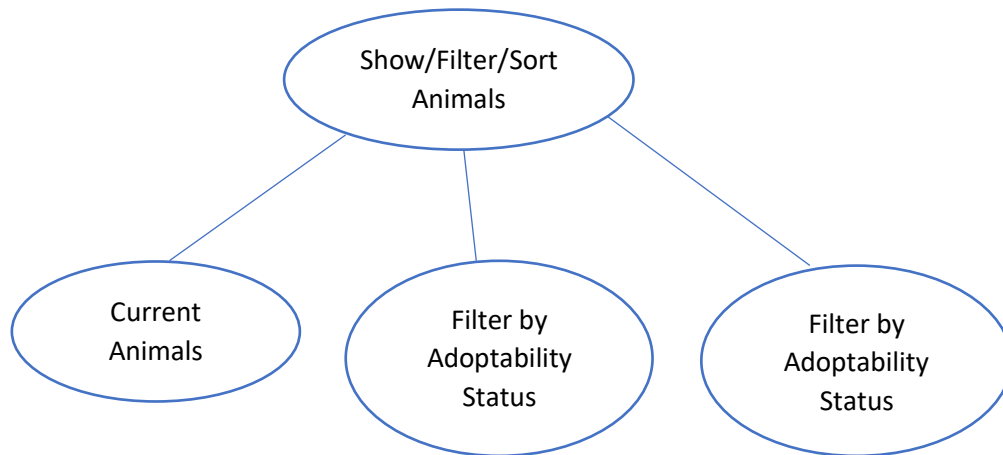 Show/Filter/Sort
Animals
Current
Animals
Filter by
Adoptability
Status
Filter by
Adoptability
Status